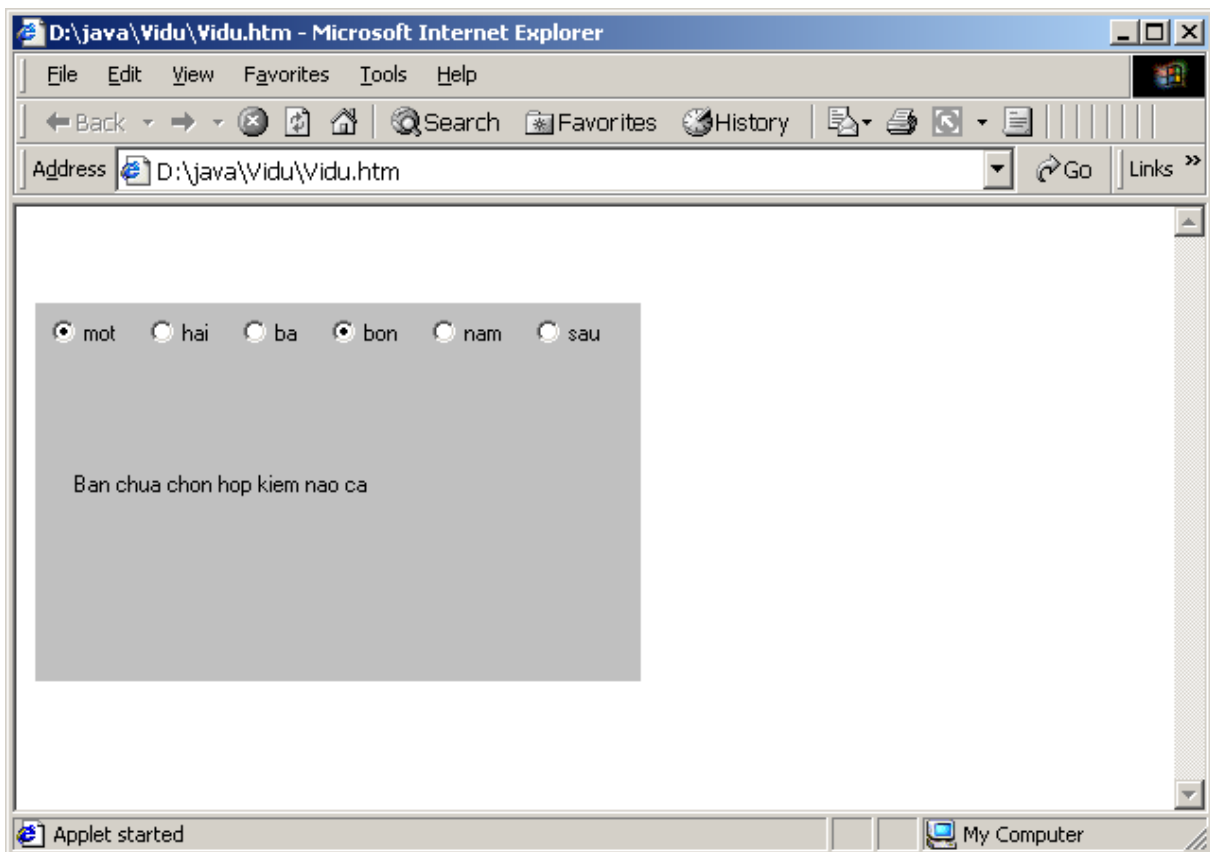 D:\java\Vidu\Vidu.htm - Microsoft Internet Explorer
File Edit View Favorites Tools Help
Back Search Favorites History
Address D:\java\Vidu\Vidu.htm Go Links »
mot hai ba bon nam sau
Ban chua chon hop kiem nao ca
Applet started My Computer